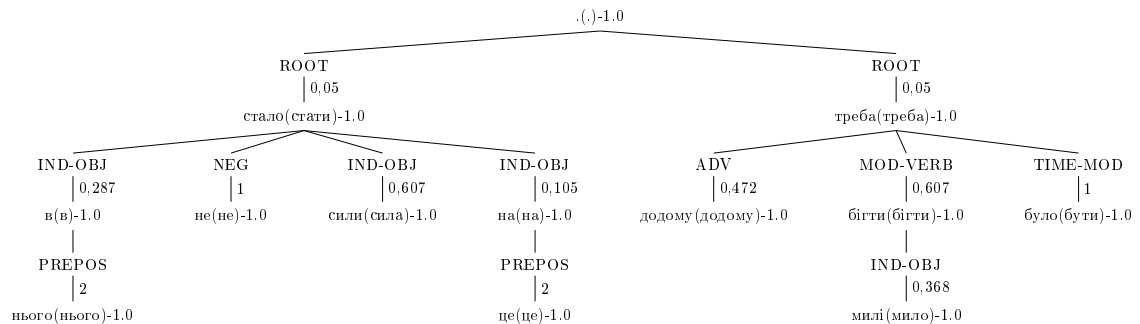 .(.)-1.0
ROOT ROOT
0,05 0,05
стало(стати)-1.0 треба(треба)-1.0
IND-OBJ NEG IND-OBJ IND-OBJ ADV MOD-VERB TIME-MOD
0,287 1 0,607 0,105 0,472 0,607 1
в(в)-1.0 не(не)-1.0 сили(сила)-1.0 на(на)-1.0 додому(додому)-1.0 бігти(бігти)-1.0 було(бути)-1.0
PREPOS PREPOS IND-OBJ
2 2 0,368
нього(нього)-1.0 це(це)-1.0 милі(мило)-1.0